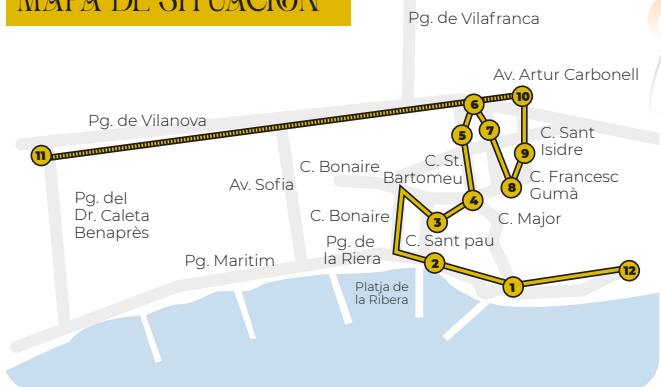 MAPA DE SITUACIÓN
Pg. de Vilafranca
Av. Artur Carbonell
10
6
Pg. de Vilanova
7
5
C. Sant
Isidre
11
9
C. Bonaire
C. St.
Bartomeu
C. Francesc
Gumà
8
Av. Sofia
Pg. del
Dr. Caleta
Benaprès
4
C. Bonaire
3
C. Major
Pg. de
la Riera
C. Sant pau
Pg. Maritim
2
12
Platja de
la Ribera
1